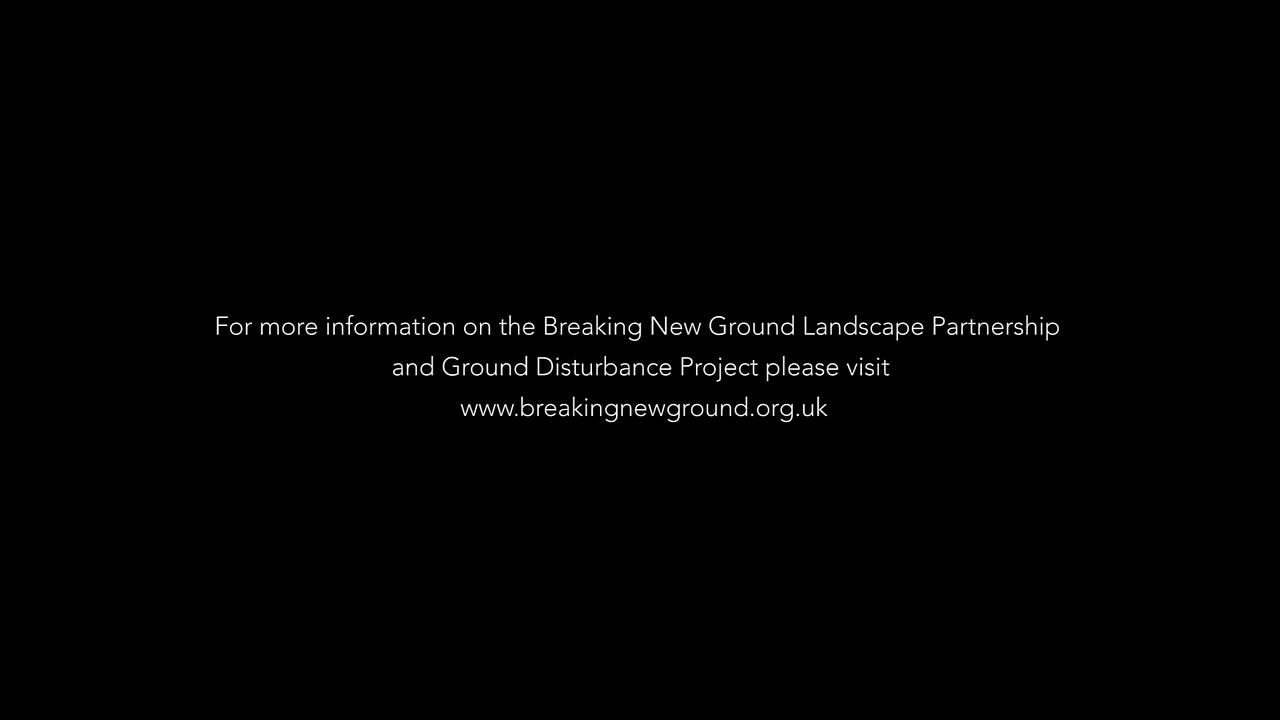 For more information on the Breaking New Ground Landscape Partnership
and Ground Disturbance Project please visit
www.breakingnewground.org.uk